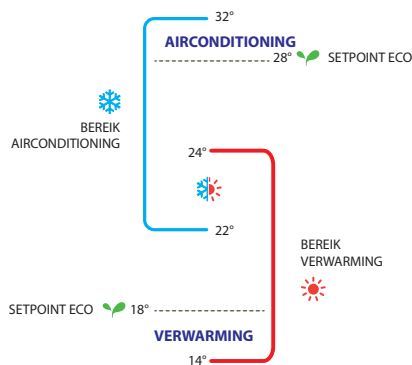 32°
AIRCONDITIONING
28° SETPOINT ECO
BEREIK
AIRCONDITIONING
24°
22°
BEREIK
VERWARMING
SETPOINT ECO 18°
VERWARMING
14°